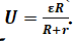 U = εR / (R+r).